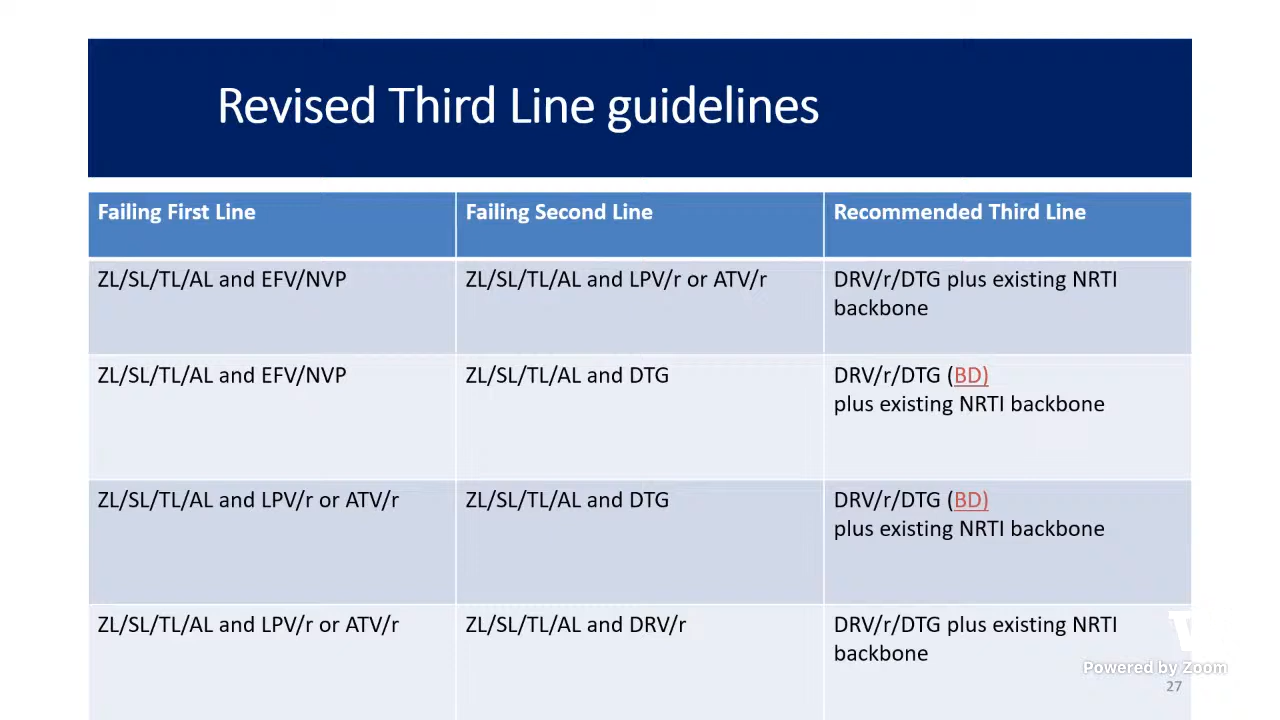 Revised Third Line guidelines
Failing First Line
Failing Second Line
Recommended Third Line
ZL/SL/TL/AL and EFV/NVP
ZL/SL/TL/AL and LPV/r or ATV/r
DRV/r/DTG plus existing NRTI
backbone
ZL/SL/TL/AL and EFV/NVP
ZL/SL/TL/AL and DTG
DRV/r/DTG (BD)
plus existing NRTI backbone
ZL/SL/TL/AL and LPV/r or ATV/r
ZL/SL/TL/AL and DTG
DRV/r/DTG (BD)
plus existing NRTI backbone
ZL/SL/TL/AL and LPV/r or ATV/r
ZL/SL/TL/AL and DRV/r
DRV/r/DTG plus existing NRTI
backbone
Powered by Zoom
27